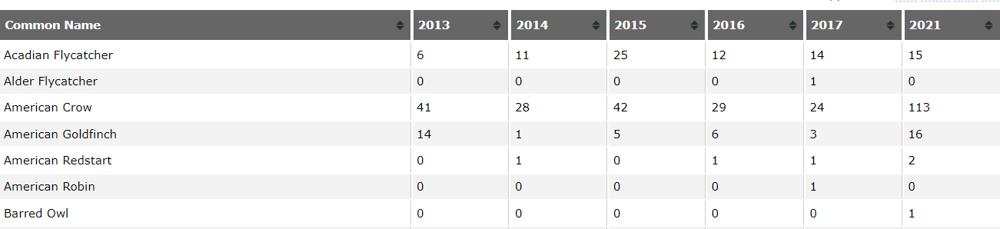 Common Name 2013 2014 2015 2016 2017 2021
Acadian Flycatcher 6 11 25 12 14 15
Alder Flycatcher 0 0 0 0 1 0
American Crow 41 28 42 29 24 113
American Goldfinch 14 1 5 6 3 16
American Redstart 0 1 0 1 1 2
American Robin 0 0 0 0 1 0
Barred Owl 0 0 0 0 0 1